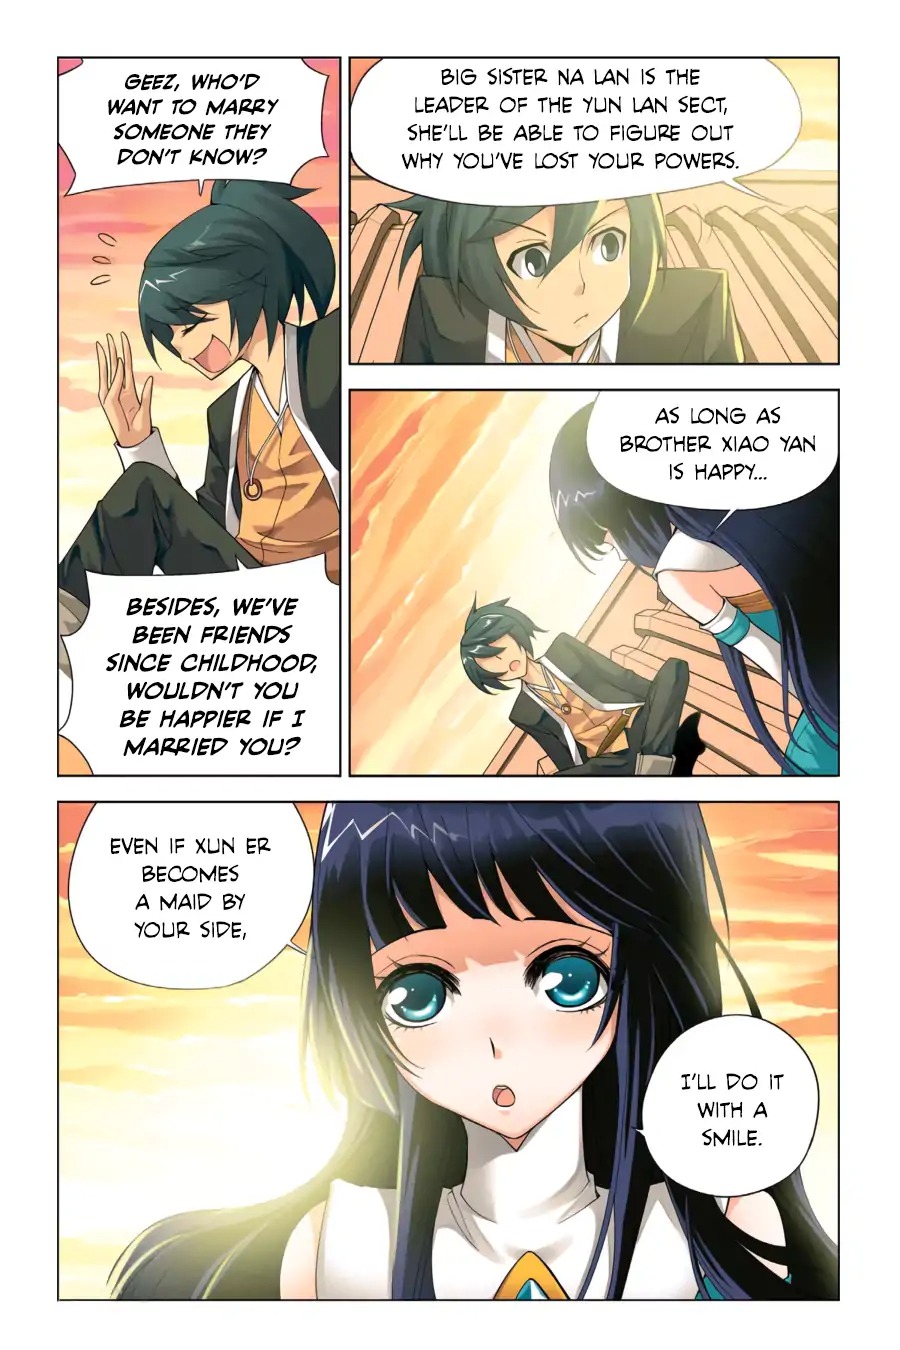 GEEZ, WHO'D
WANT TO MARRY
SOMEONE THEY
DON'T KNOW?
BESIDES, WE'VE
BEEN FRIENDS
SINCE CHILDHOOD,
WOULDN'T YOU
BE HAPPIER IF I
MARRIED YOU?
BIG SISTER NA LAN IS THE
LEADER OF THE YUN LAN SECT,
SHE'LL BE ABLE TO FIGURE OUT
WHY YOU'VE LOST YOUR POWERS.
AS LONG AS
BROTHER XIAO YAN
IS HAPPY...
EVEN IF XUN ER
BECOMES
A MAID BY
YOUR SIDE,
I'LL DO IT
WITH A
SMILE.